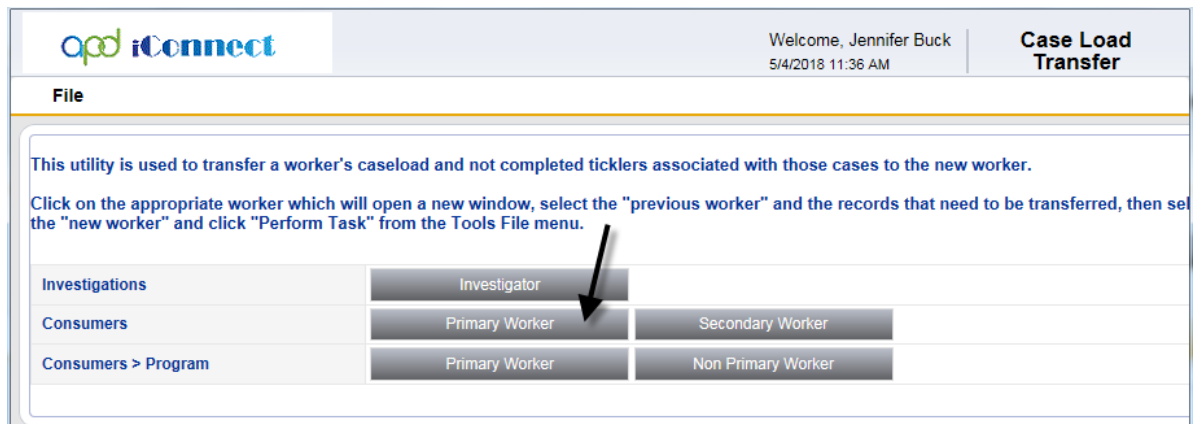 apd iConnect
Welcome, Jennifer Buck
5/4/2018 11:36 AM
Case Load
Transfer
File
This utility is used to transfer a worker's caseload and not completed ticklers associated with those cases to the new worker.
Click on the appropriate worker which will open a new window, select the "previous worker" and the records that need to be transferred, then sel
the "new worker" and click "Perform Task" from the Tools File menu.
Investigations Investigator
Consumers Primary Worker Secondary Worker
Consumers > Program Primary Worker Non Primary Worker